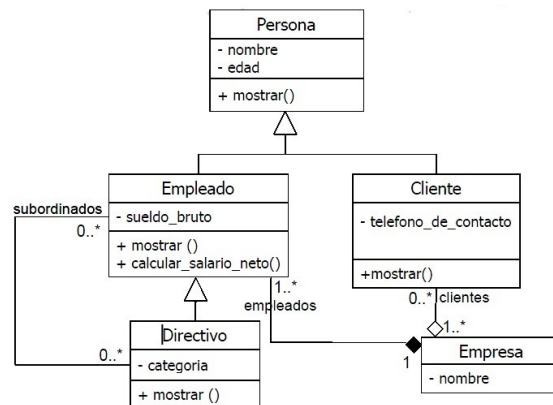 Persona
- nombre
- edad
+ mostrar()
Empleado
- sueldo_bruto
+ mostrar ()
+ calcular_salario_neto()
Cliente
- telefono_de_contacto
+mostrar()
subordinados
0..*
1..*
empleados
0..* clientes
Directivo
- categoria
+ mostrar ()
0..*
1
1..*
Empresa
- nombre